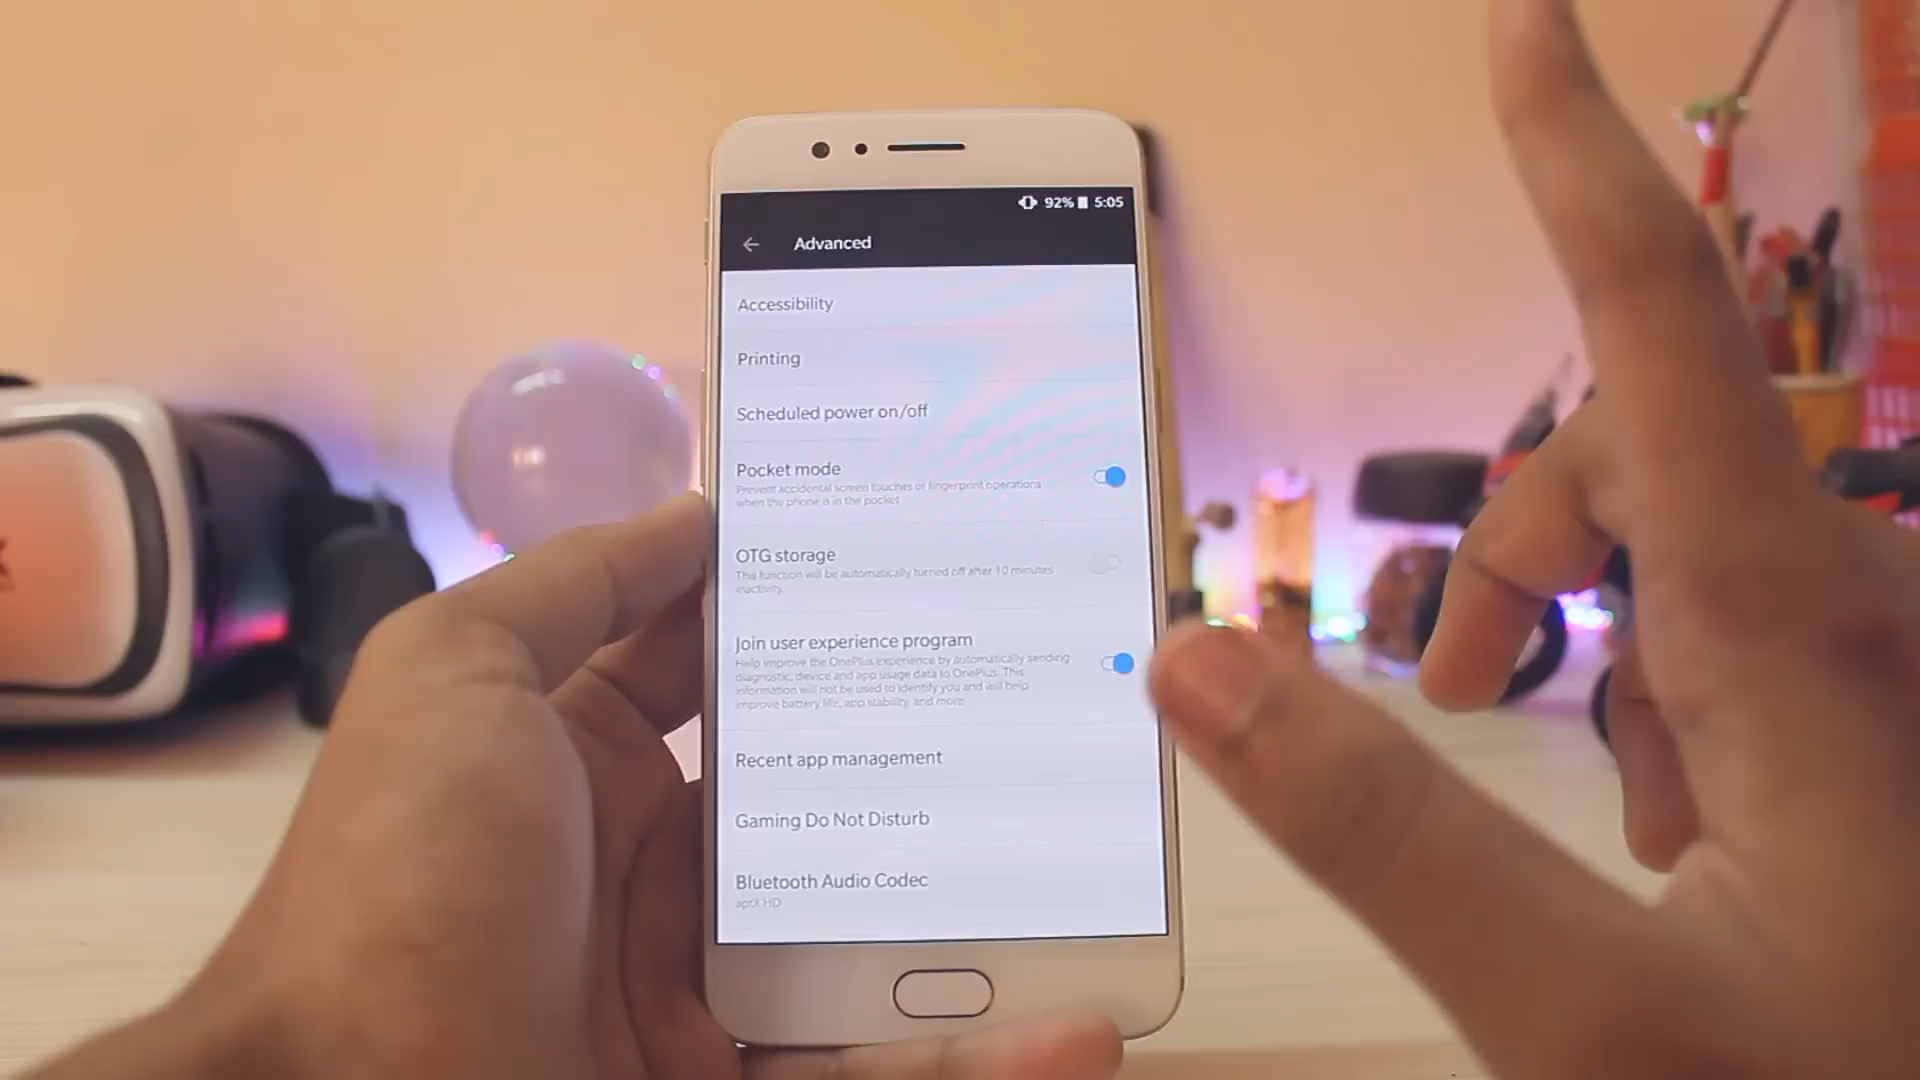 92% 5:05
Advanced
Accessibility
Printing
Scheduled power on/off
Pocket mode
Prevent accidental screen touches or fingerprint operations
when the phone is in the pocket
OTG storage
This function will be automatically turned off after 10 minutes
inactivity
Join user experience program
Help improve the OnePlus experience by automatically sending
diagnostic, device and app usage data to OnePlus. This
information will not be used to identify you and will help
improve battery life, app stability, and more
Recent app management
Gaming Do Not Disturb
Bluetooth Audio Codec
aptX HD